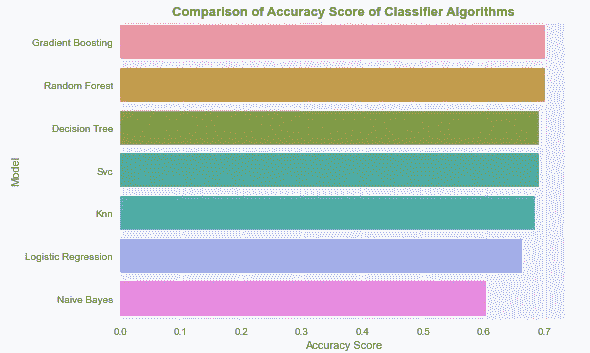 Comparison of Accuracy Score of Classifier Algorithms
Gradient Boosting
Random Forest
Decision Tree
Svc
Knn
Logistic Regression
Naive Bayes
Model
0.0 0.1 0.2 0.3 0.4 0.5 0.6 0.7
Accuracy Score